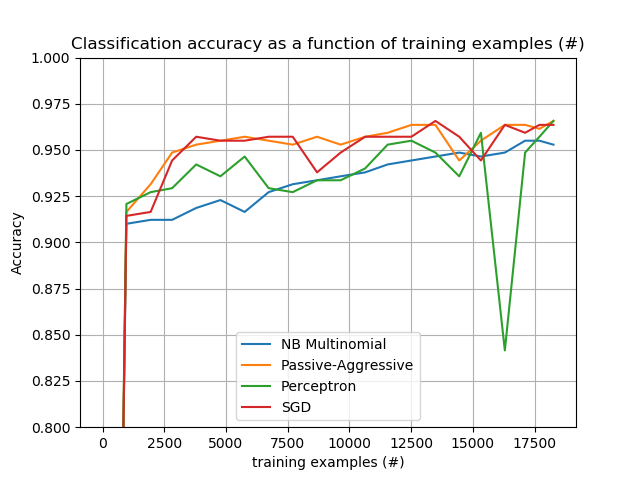 Classification accuracy as a function of training examples (#)
1.000
0.975
0.950
0.925
0.900
0.875
0.850
0.825
0.800
Accuracy
NB Multinomial
Passive-Aggressive
Perceptron
SGD
0 2500 5000 7500 10000 12500 15000 17500
training examples (#)